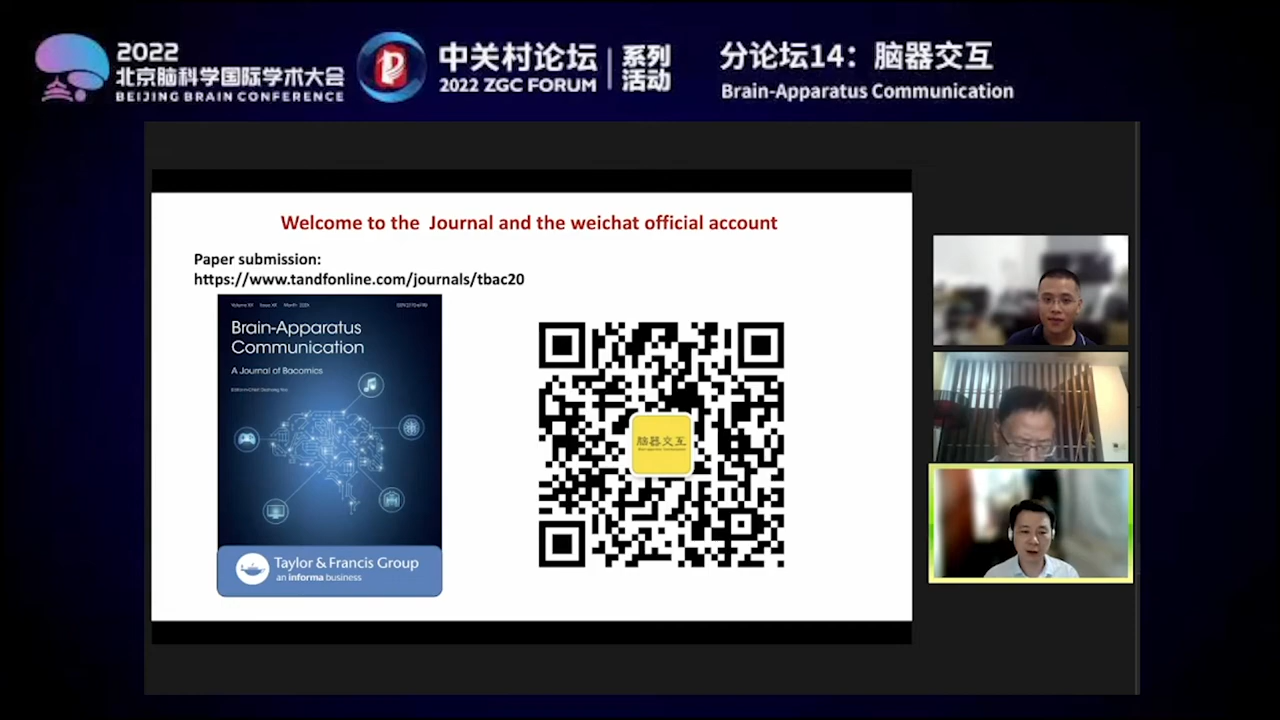 2022
北京脑科学国际学术大会
BEIJING BRAIN CONFERENCE
中关村论坛
2022 ZGC FORUM
系列
活动
分论坛14：脑器交互
Brain-Apparatus Communication
Welcome to the Journal and the weichat official account
Paper submission:
https://www.tandfonline.com/journals/tbac20
Brain-Apparatus
Communication
A Journal of Bacomics
脑器交互
Taylor & Francis Group
an informa business